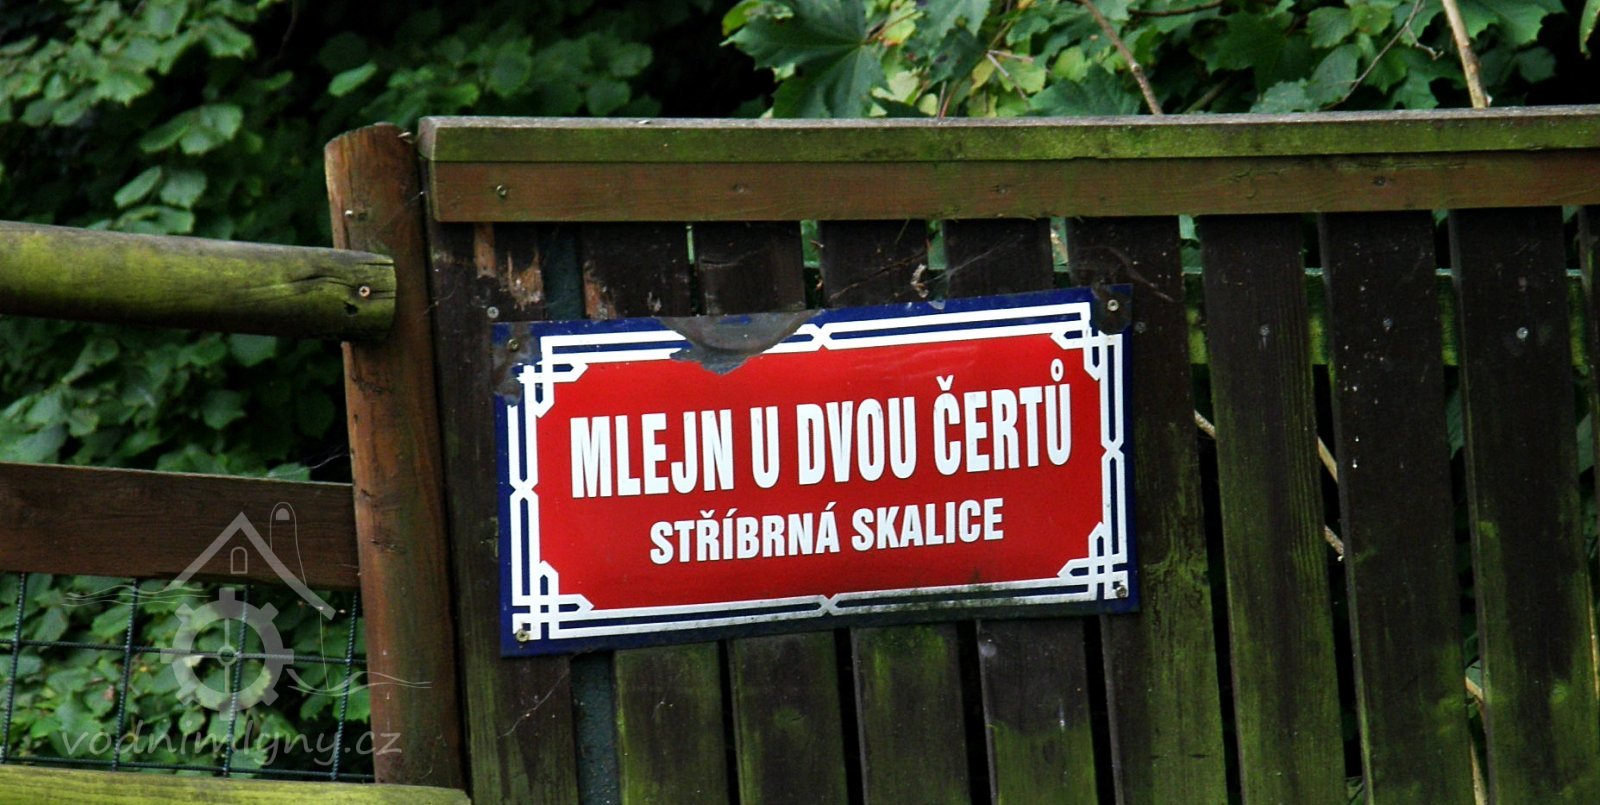 MLEJN U DVOU ČERTŮ
STŘÍBRNÁ SKALICE
vodnimlyny.cz